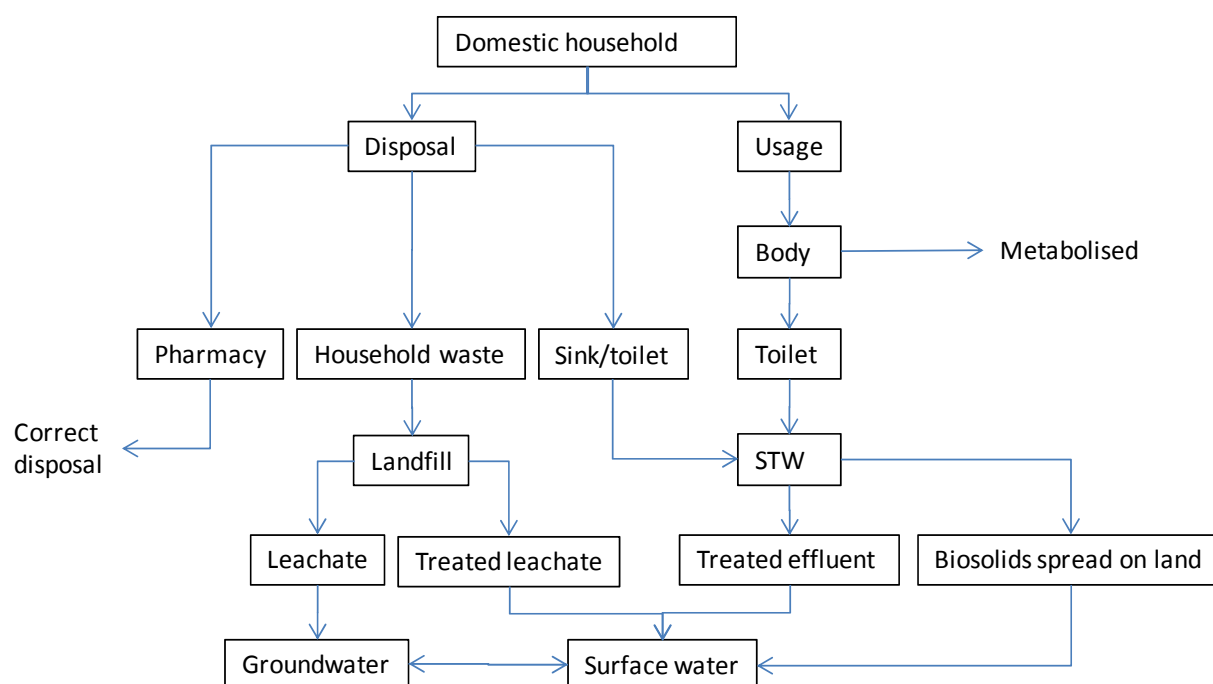 Domestic household
Disposal
Usage
Body
Metabolised
Pharmacy
Household waste
Sink/toilet
Toilet
Correct
disposal
Landfill
STW
Leachate
Treated leachate
Treated effluent
Biosolids spread on land
Groundwater
Surface water